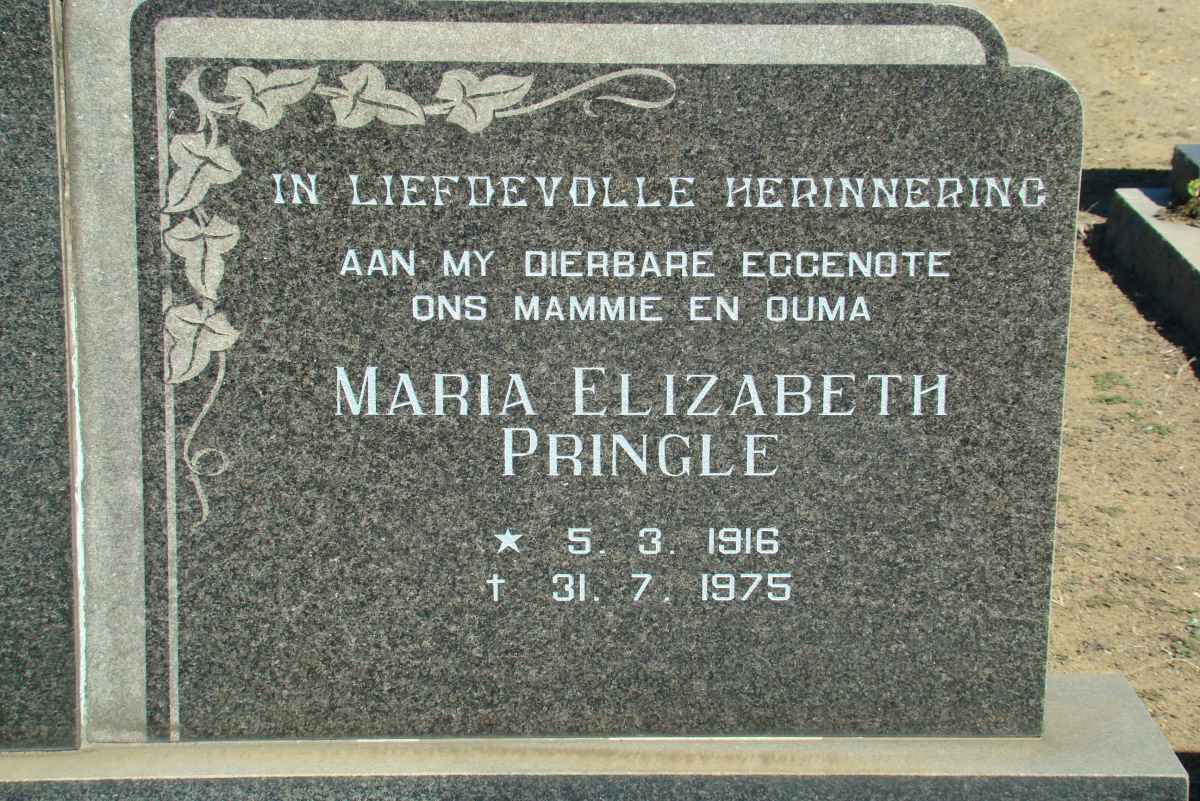 IN LIEFDEVOLLE HERINNERING
AAN MY DIERBARE EGGENOTE
ONS MAMMIE EN OUMA
MARIA ELIZABETH
PRINGLE
★ 5. 3. 1916
† 31. 7. 1975